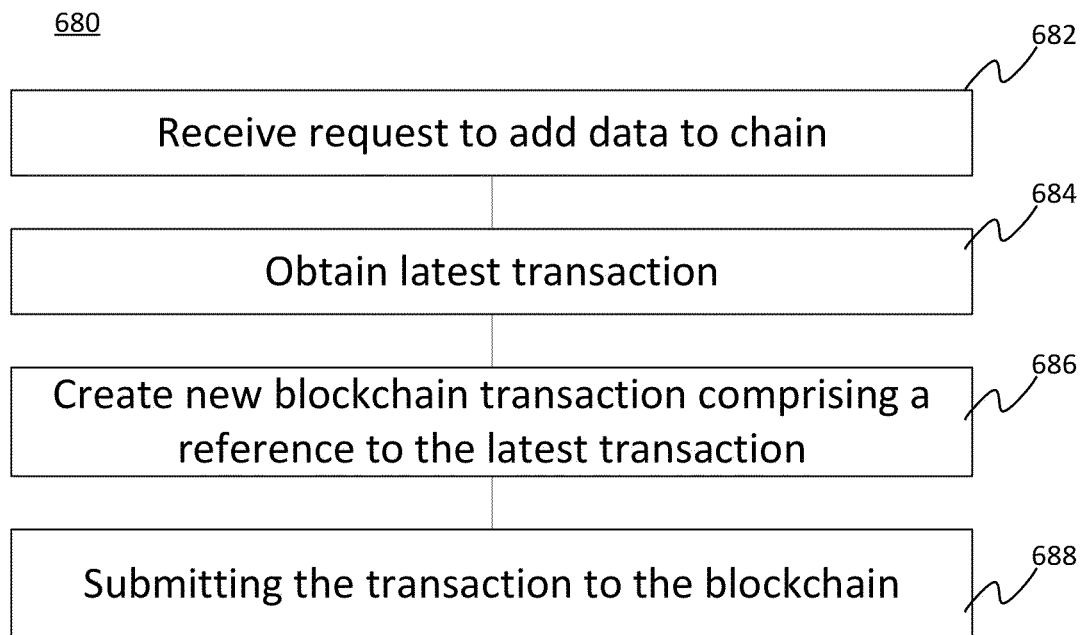 680
682
Receive request to add data to chain
684
Obtain latest transaction
686
Create new blockchain transaction comprising a
reference to the latest transaction
688
Submitting the transaction to the blockchain